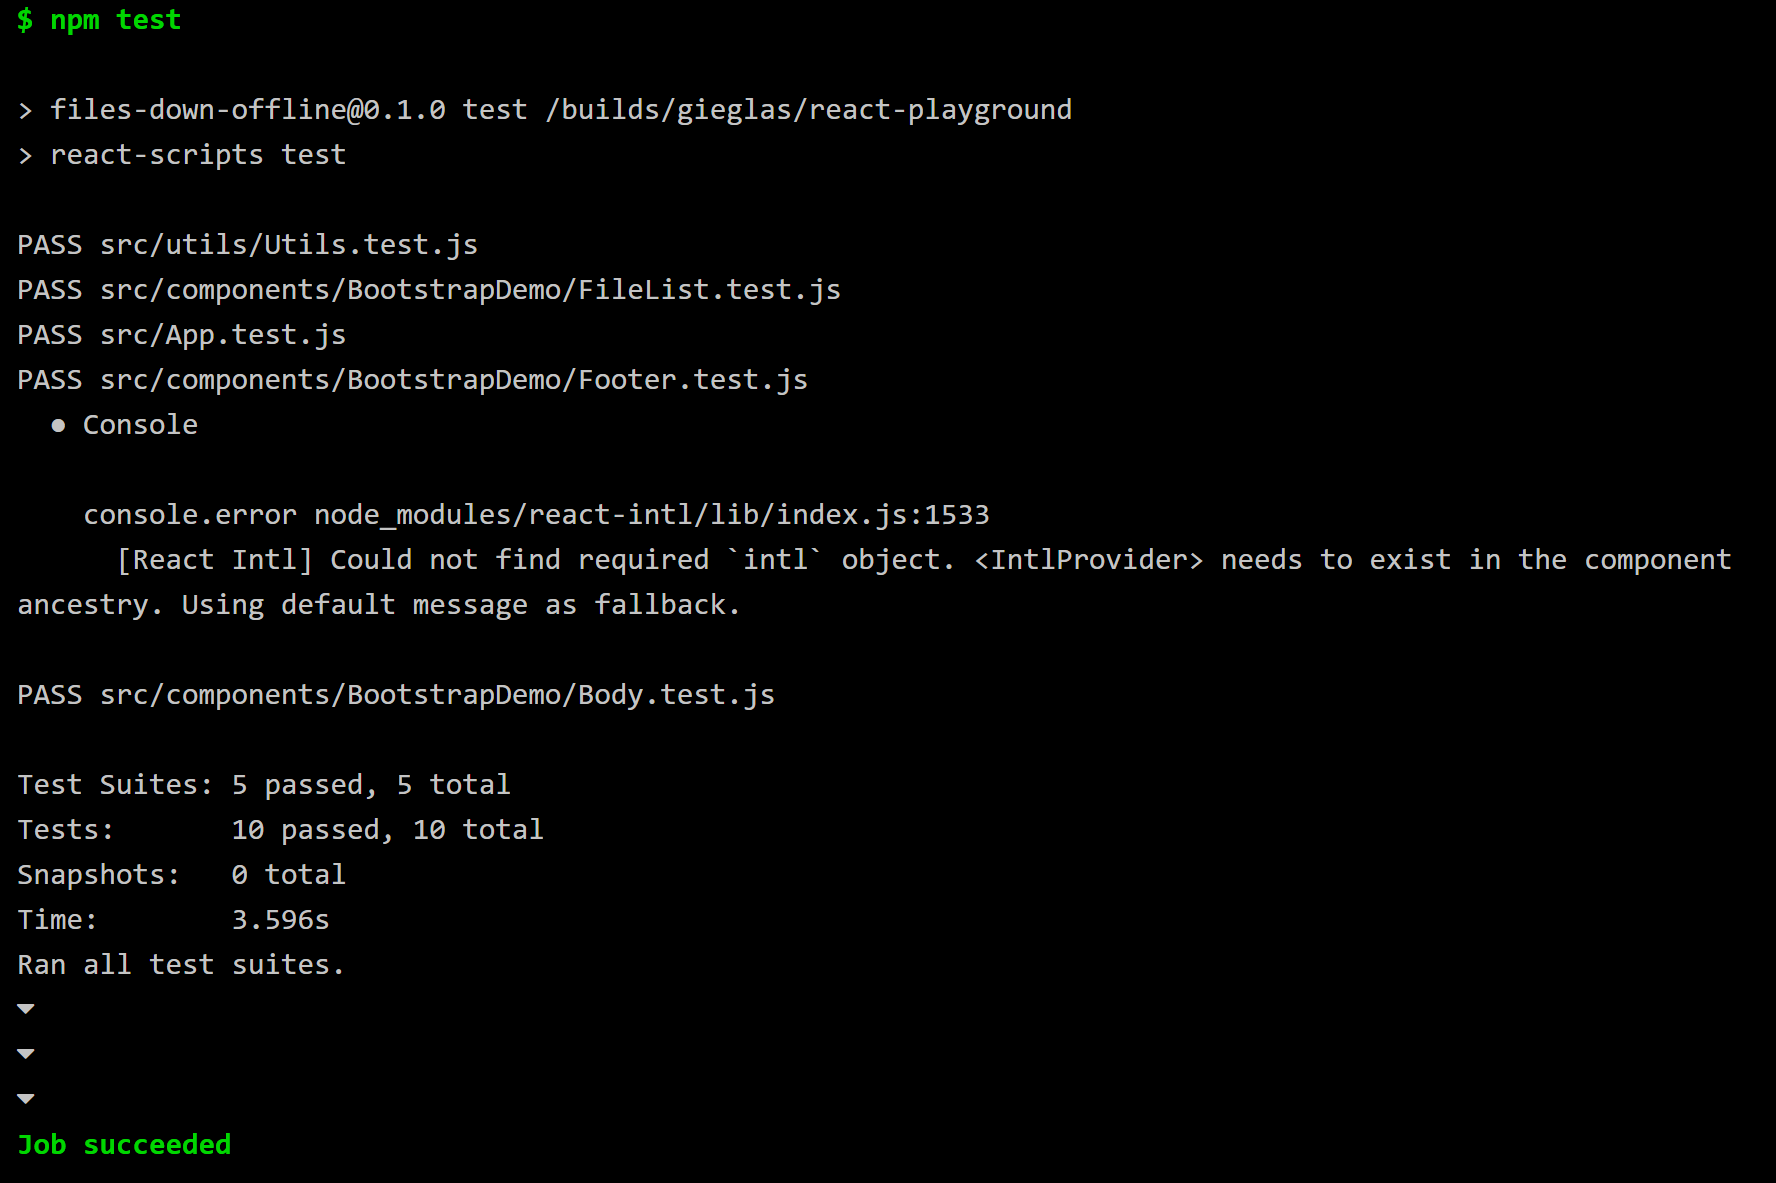 $ npm test
> files-down-offline@0.1.0 test /builds/gieglas/react-playground
> react-scripts test
PASS src/utils/Utils.test.js
PASS src/components/BootstrapDemo/FileList.test.js
PASS src/App.test.js
PASS src/components/BootstrapDemo/Footer.test.js
● Console
console.error node_modules/react-intl/lib/index.js:1533
[React Intl] Could not find required `intl` object. <IntlProvider> needs to exist in the component
ancestry. Using default message as fallback.
PASS src/components/BootstrapDemo/Body.test.js
Test Suites: 5 passed, 5 total
Tests:       10 passed, 10 total
Snapshots:   0 total
Time:        3.596s
Ran all test suites.
Job succeeded